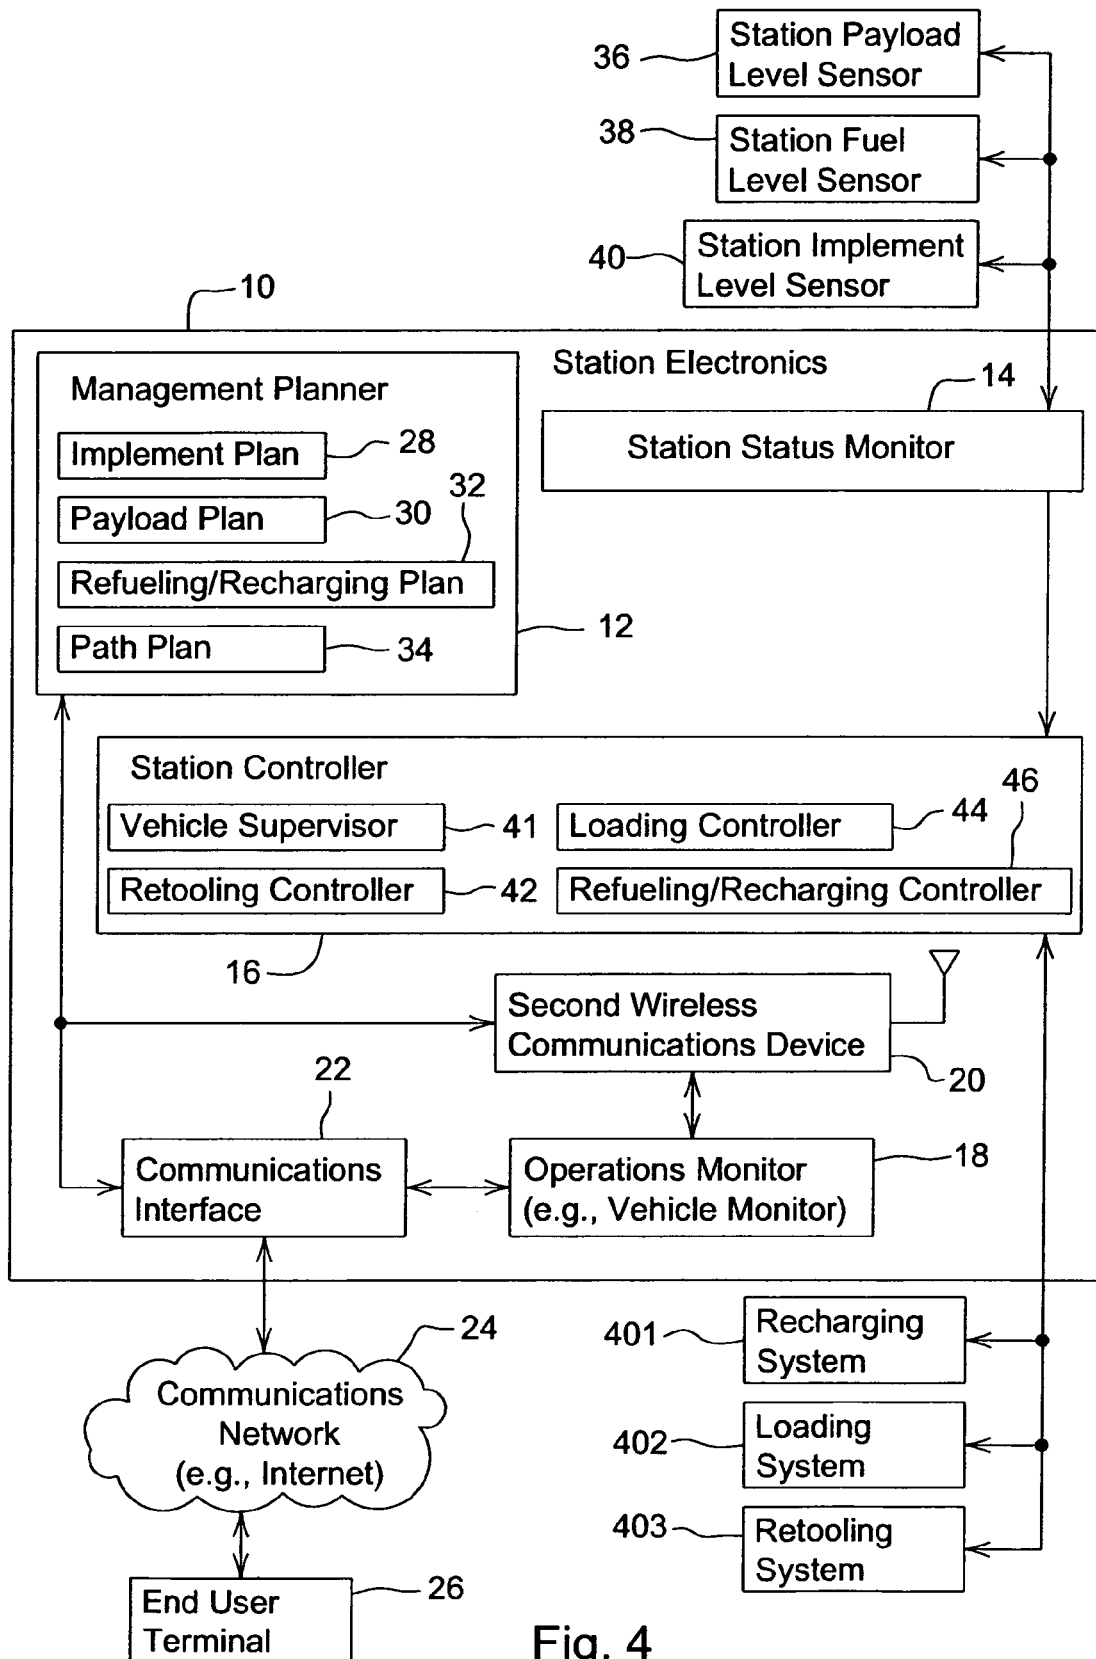 36
Station Payload
Level Sensor
38
Station Fuel
Level Sensor
40
Station Implement
Level Sensor
10
Station Electronics
Management Planner
Implement Plan
28
Payload Plan
30
32
Refueling/Recharging Plan
Path Plan
34
12
14
Station Status Monitor
Station Controller
Vehicle Supervisor
41
Loading Controller
44
46
Retooling Controller
42
Refueling/Recharging Controller
16
Second Wireless
Communications Device
20
22
Communications
Interface
Operations Monitor
(e.g., Vehicle Monitor)
18
24
Communications
Network
(e.g., Internet)
401
Recharging
System
402
Loading
System
403
Retooling
System
End User
Terminal
26
Fig. 4